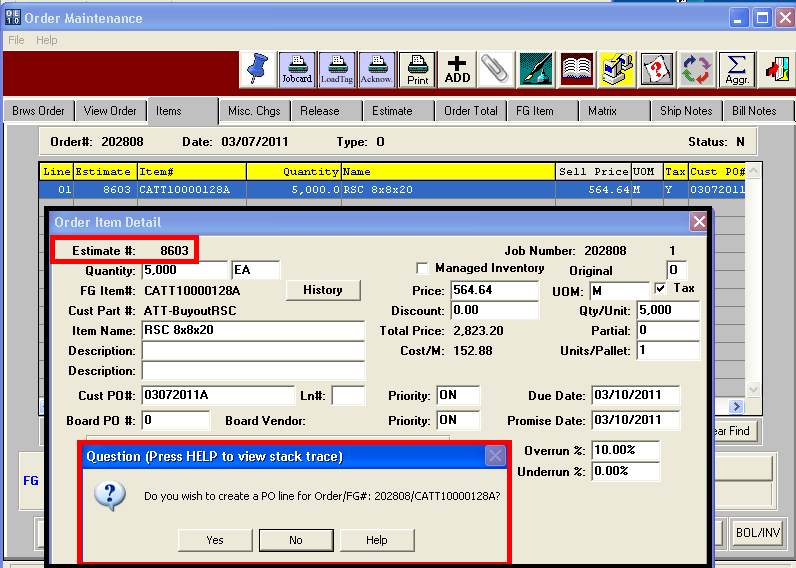 OE
10
Order Maintenance
File Help
Jobcard LoadTag Acknow. Print ADD Σ Aggr.
Brws Order View Order Items Misc. Chgs Release Estimate Order Total FG Item Matrix Ship Notes Bill Notes
Order#: 202808 Date: 03/07/2011 Type: O Status: N
Line Estimate Item# Quantity Name Sell Price UOM Tax Cust PO#
01 8603 CATT10000128A 5,000.0 RSC 8x8x20 564.64 M Y 03072011
Order Item Detail
Estimate #: 8603 Job Number: 202808 1
Quantity: 5,000 EA Managed Inventory Original 0
FG Item#: CATT10000128A History Price: 564.64 UOM: M Tax
Cust Part #: ATT-BuyoutRSC Discount: 0.00 Qty/Unit: 5,000
Item Name: RSC 8x8x20 Total Price: 2,823.20 Partial: 0
Description: Cost/M: 152.88 Units/Pallet: 1
Description:
Cust PO#: 03072011A Ln#: Priority: ON Due Date: 03/10/2011
Board PO #: 0 Board Vendor: Priority: ON Promise Date: 03/10/2011
ear Find
Overrun %: 10.00%
Question (Press HELP to view stack trace)
Underrun %: 0.00%
FG
Do you wish to create a PO line for Order/FG#: 202808/CATT10000128A?
Yes No Help
BOL/INV